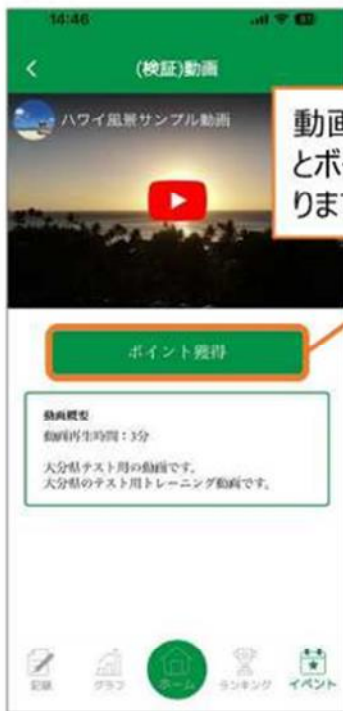 14:46
(検証)動画
ハワイ風景サンプル動画
動画
とボ
ります
ポイント獲得
動画概要
動画再生時間：3分
大分県テスト用の動画です。
大分県のテスト用トレーニング動画です。
記録
グラフ
ホーム
ランキング
イベント